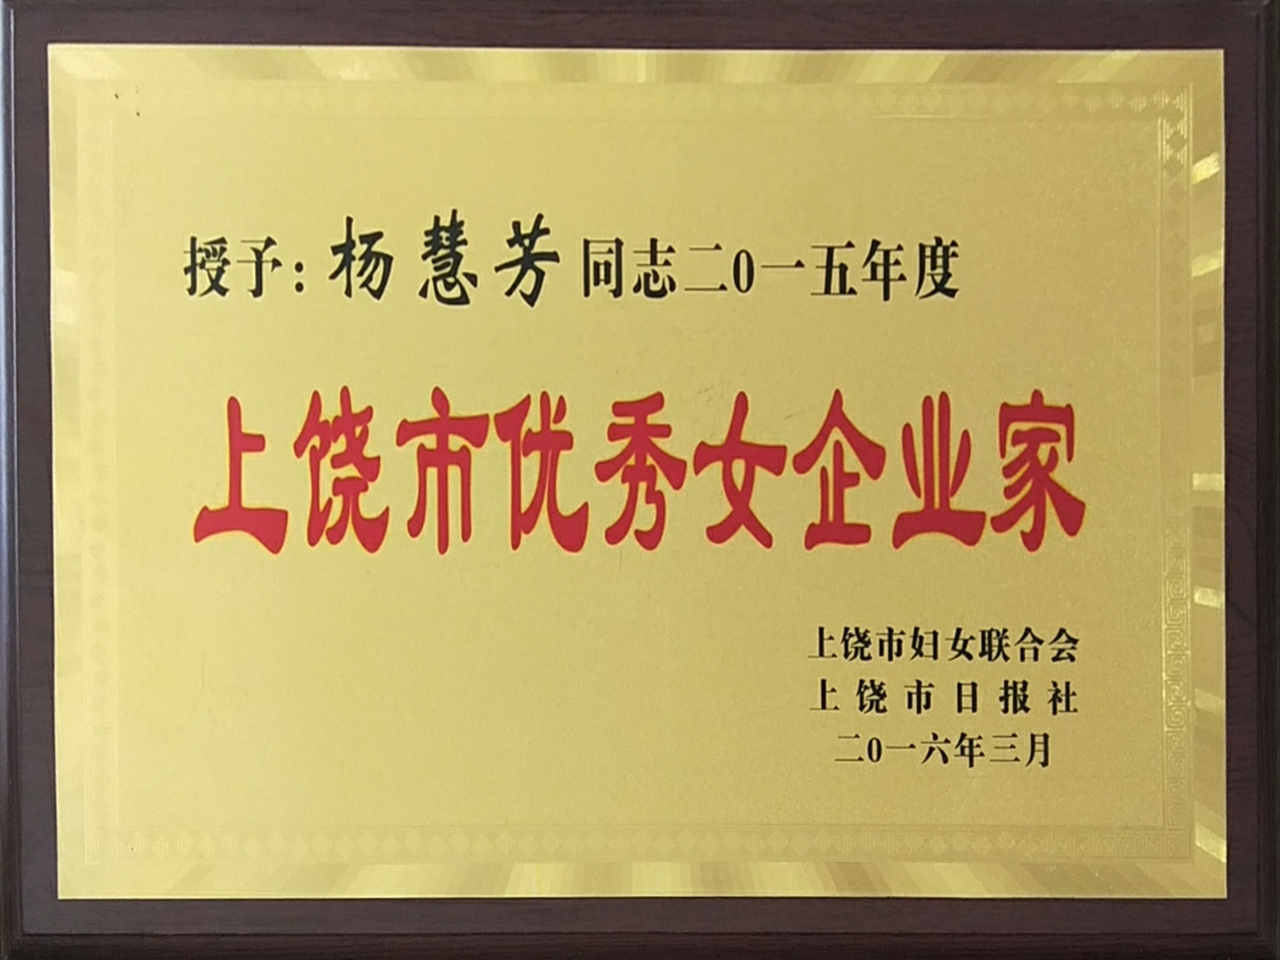 授予：杨慧芳同志二0一五年度
上饶市优秀女企业家
上饶市妇女联合会
上饶市日报社
二0一六年三月